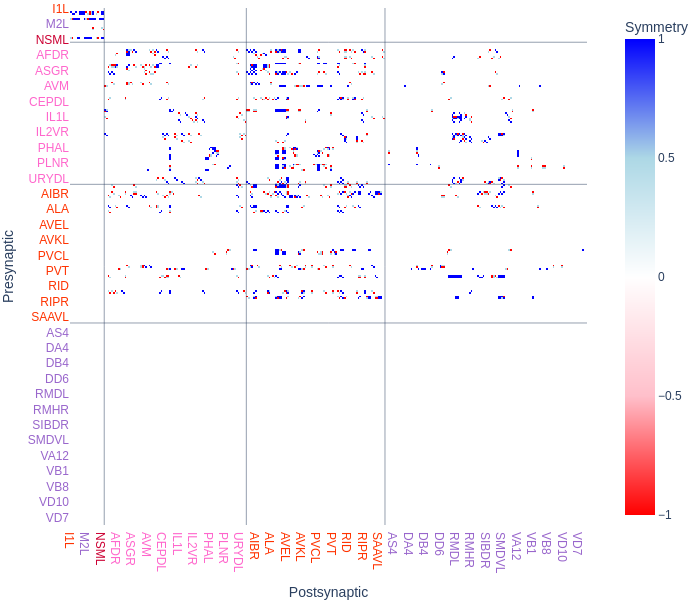 Symmetry
1
0.5
0
−0.5
−1
Presynaptic
I1L
M2L
NSML
AFDR
ASGR
AVM
CEPDL
IL1L
IL2VR
PHAL
PLNR
URYDL
AIBR
ALA
AVEL
AVKL
PVCL
PVT
RID
RIPR
SAAVL
AS4
DA4
DB4
DD6
RMDL
RMHR
SIBDR
SMDVL
VA12
VB1
VB8
VD10
VD7
I1L
M2L
NSML
AFDR
ASGR
AVM
CEPDL
IL1L
IL2VR
PHAL
PLNR
URYDL
AIBR
ALA
AVEL
AVKL
PVCL
PVT
RID
RIPR
SAAVL
AS4
DA4
DB4
DD6
RMDL
RMHR
SIBDR
SMDVL
VA12
VB1
VB8
VD10
VD7
Postsynaptic